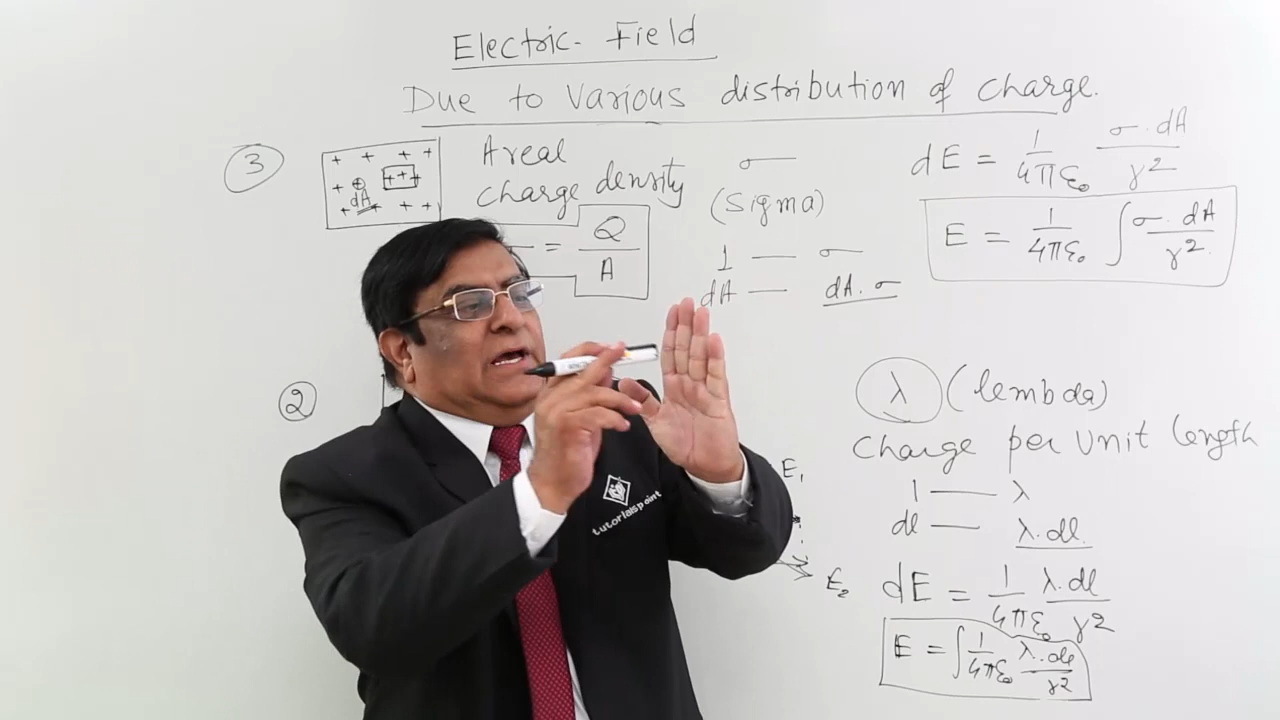 Electric Field
Due to various distribution of charge.
③
+ + + +
+ ⊕ + + +
dA
+ + + +
Areal
charge density
= Q/A
σ
(Sigma)
1 — σ
dA — dA.σ
dE = 1/4πε₀ σ.dA/r²
E = 1/4πε₀ ∫ σ.dA/r²
②
E₁
E₂
λ (lembda)
Charge per unit length
1 — λ
dl — λ.dl
dE = 1/4πε₀ λ.dl/r²
E = ∫ 1/4πε₀ λ.dl/r²
tutorialspoint